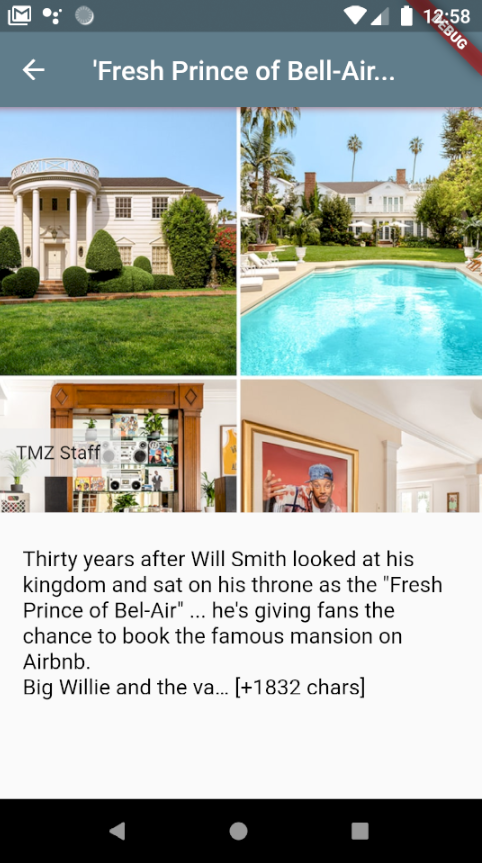 12:58
DEBUG
'Fresh Prince of Bell-Air...
TMZ Staff
Thirty years after Will Smith looked at his
kingdom and sat on his throne as the "Fresh
Prince of Bel-Air" ... he's giving fans the
chance to book the famous mansion on
Airbnb.
Big Willie and the va… [+1832 chars]